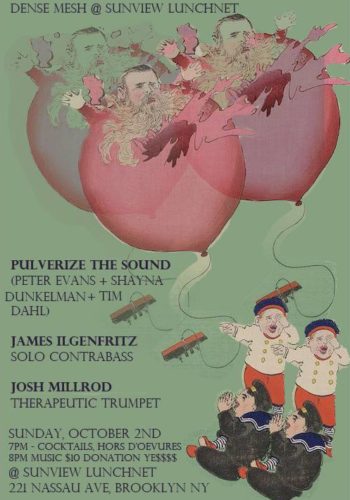 DENSE MESH @ SUNVIEW LUNCHNET
PULVERIZE THE SOUND
(PETER EVANS + SHAYNA
DUNKELMAN + TIM
DAHL)
JAMES ILGENFRITZ
SOLO CONTRABASS
JOSH MILLROD
THERAPEUTIC TRUMPET
SUNDAY, OCTOBER 2ND
7PM - COCKTAILS, HORS D'OEVURES
8PM MUSIC $10 DONATION YE$$$$
@ SUNVIEW LUNCHNET
221 NASSAU AVE, BROOKLYN NY